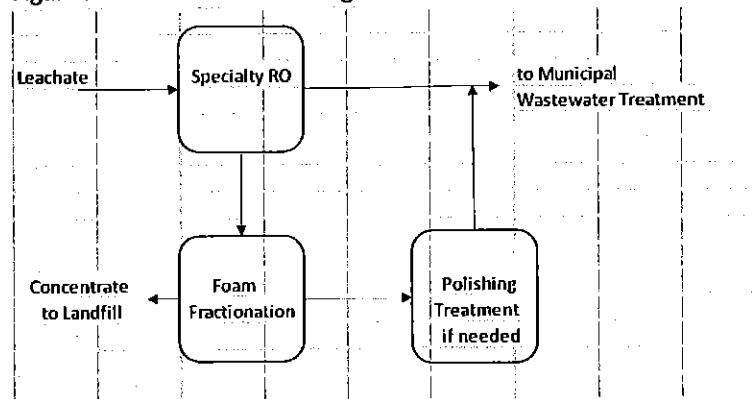 Leachate
Specialty RO
to Municipal
Wastewater Treatment
Concentrate
to Landfill
Foam
Fractionation
Polishing
Treatment
if needed